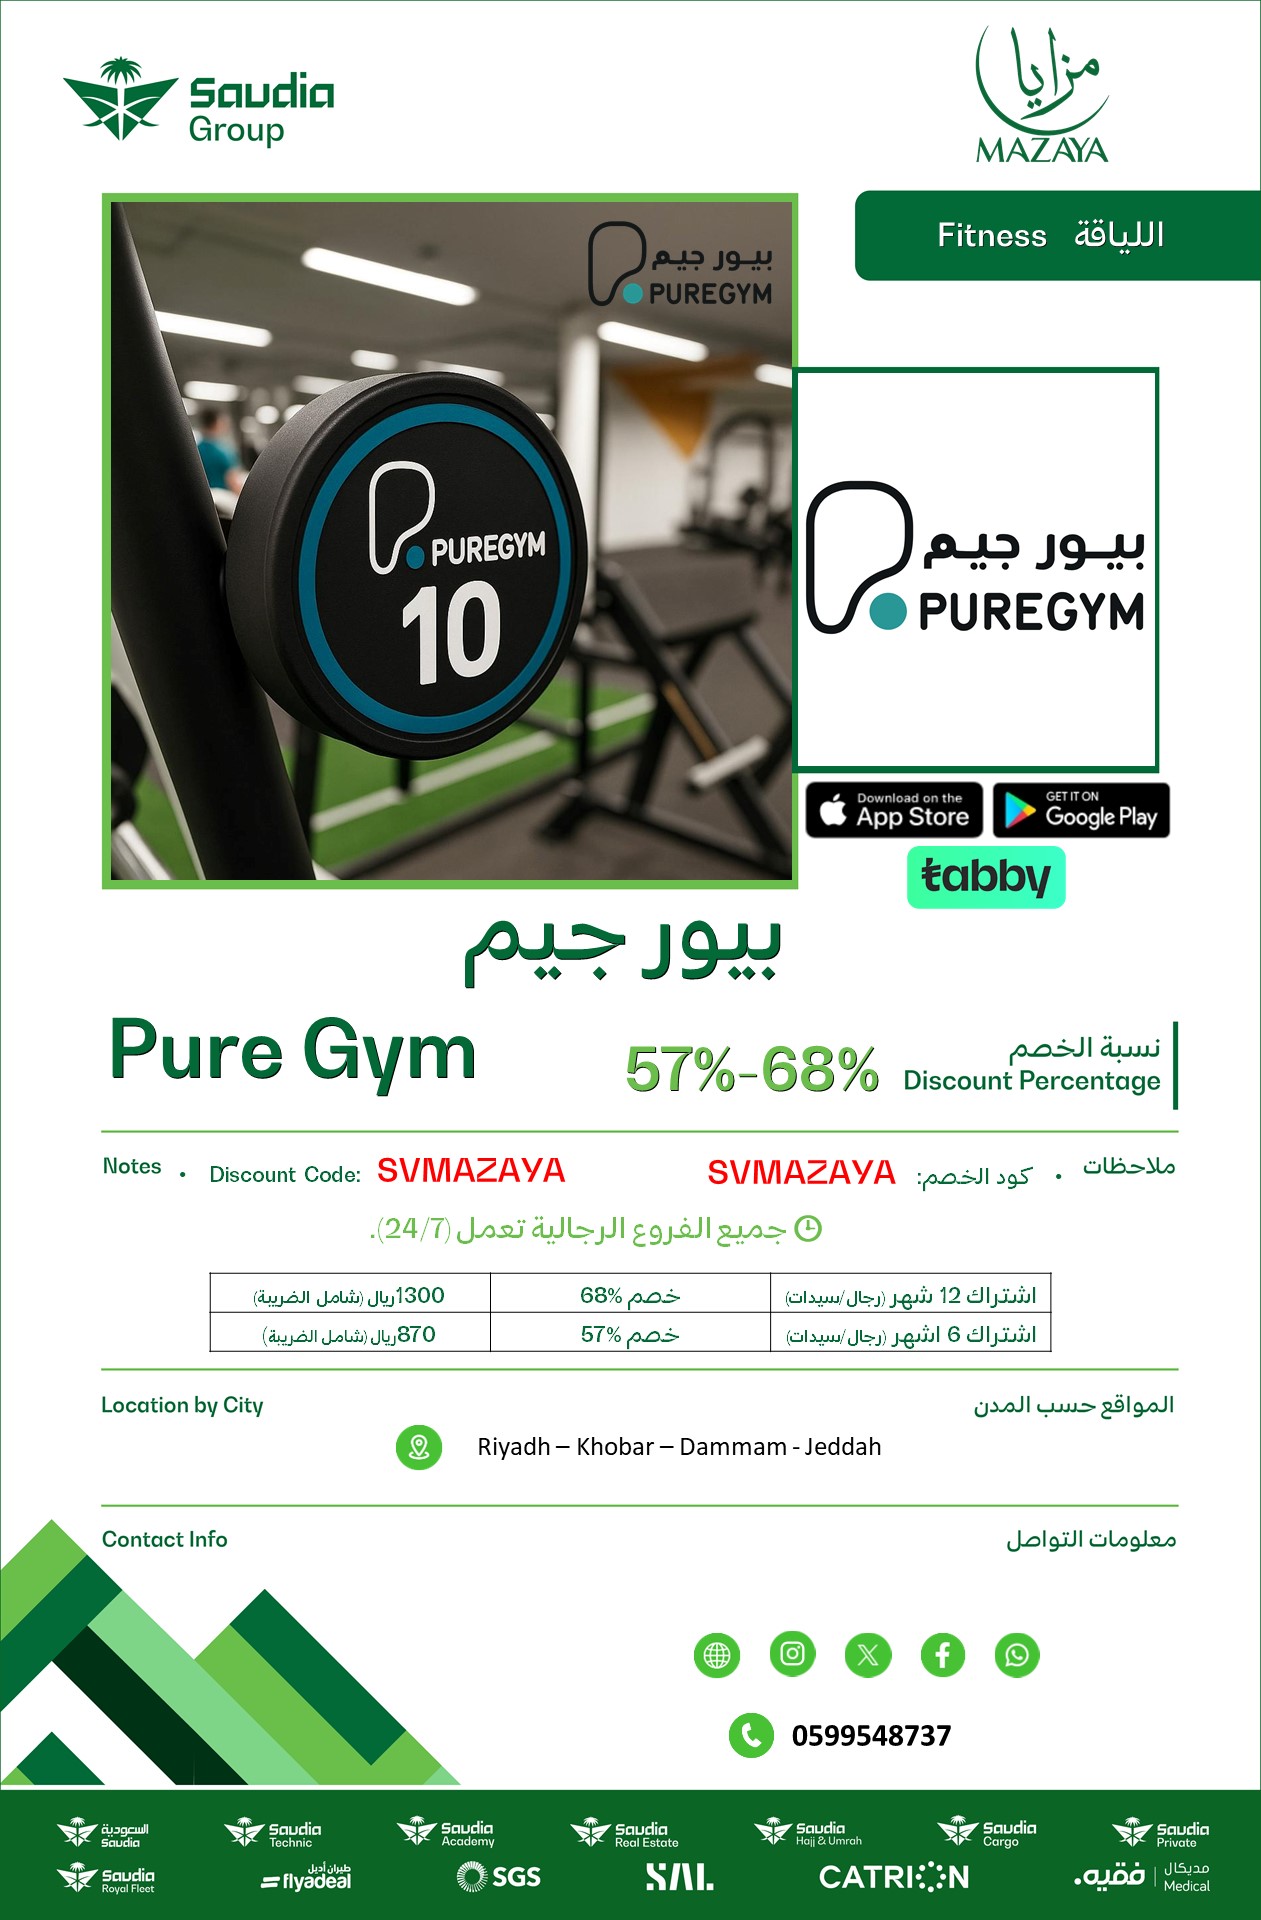 Saudia
Group
مزايا
MAZAYA
Fitness اللياقة
بيور جيم
PUREGYM
PUREGYM
10
بيور جيم
PUREGYM
Download on the
App Store
GET IT ON
Google Play
tabby
بيور جيم
Pure Gym
57%-68%
نسبة الخصم
Discount Percentage
Notes • Discount Code: SVMAZAYA
ملاحظات • كود الخصم: SVMAZAYA
جميع الفروع الرجالية تعمل (24/7).
اشتراك 12 شهر (رجال/سيدات) خصم 68% 1300ريال (شامل الضريبة)
اشتراك 6 اشهر (رجال/سيدات) خصم 57% 870ريال (شامل الضريبة)
Location by City المواقع حسب المدن
Riyadh – Khobar – Dammam - Jeddah
Contact Info معلومات التواصل
0599548737
السعودية
Saudia
Saudia
Technic
Saudia
Academy
Saudia
Real Estate
Saudia
Hajj & Umrah
Saudia
Cargo
Saudia
Private
Saudia
Royal Fleet
طيران أديل
flyadeal
SGS
SAL
CATRION
فقيه.
مديكال
Medical